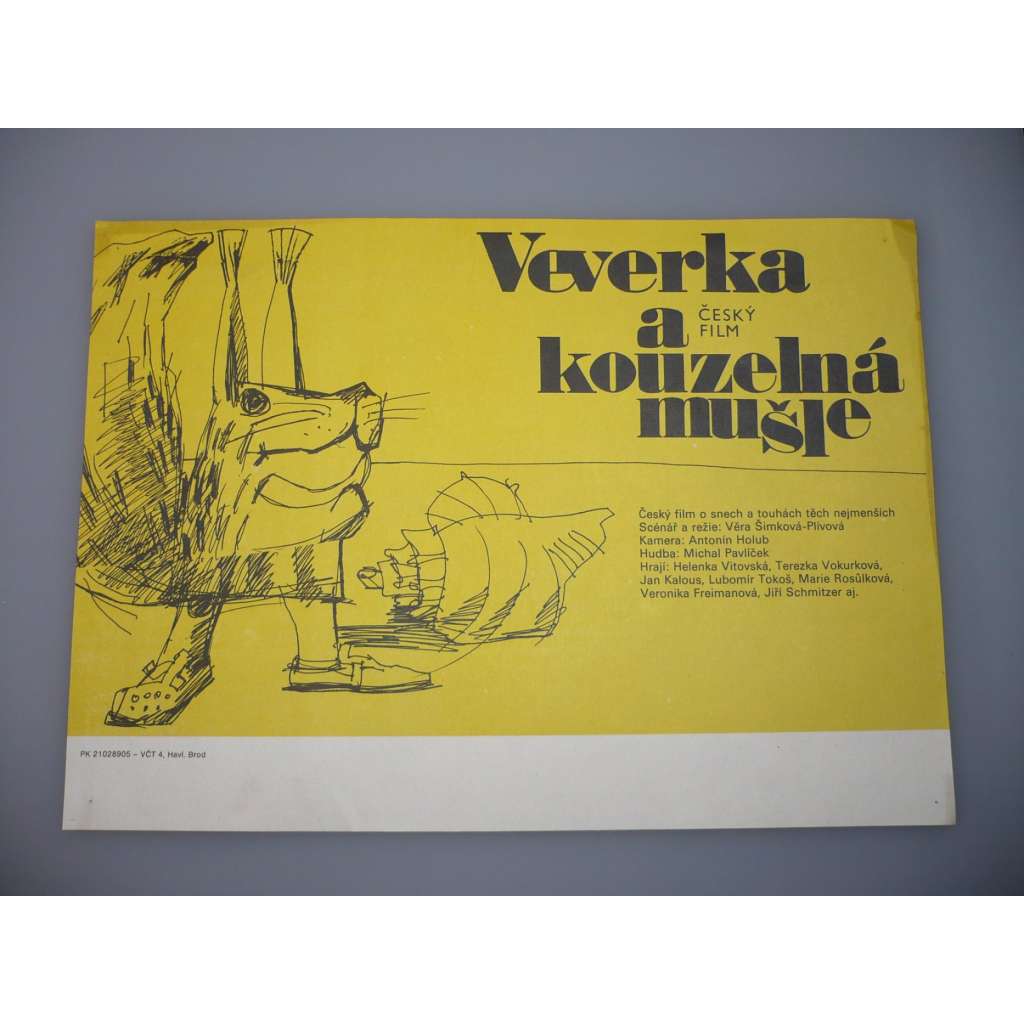 Veverka
a
ČESKÝ
FILM
kouzelná
mušle
Český film o snech a touhách těch nejmenších
Scénář a režie: Věra Šimková-Plívová
Kamera: Antonín Holub
Hudba: Michal Pavlíček
Hrají: Helenka Vitovská, Terezka Vokurková,
Jan Kalous, Lubomír Tokoš, Marie Rosůlková,
Veronika Freimanová, Jiří Schmitzer aj.
PK 21028905 – VČT 4, Havl. Brod